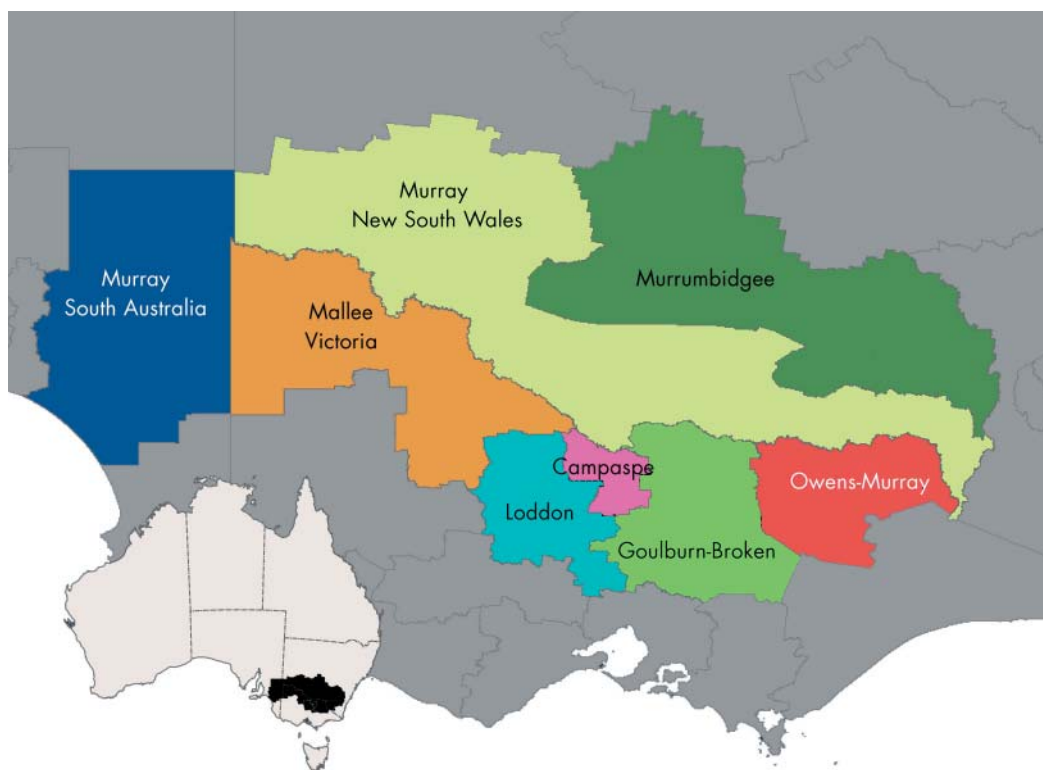 Murray
New South Wales
Murray
South Australia
Murrumbidgee
Mallee
Victoria
Campaspe
Owens-Murray
Loddon
Goulburn-Broken